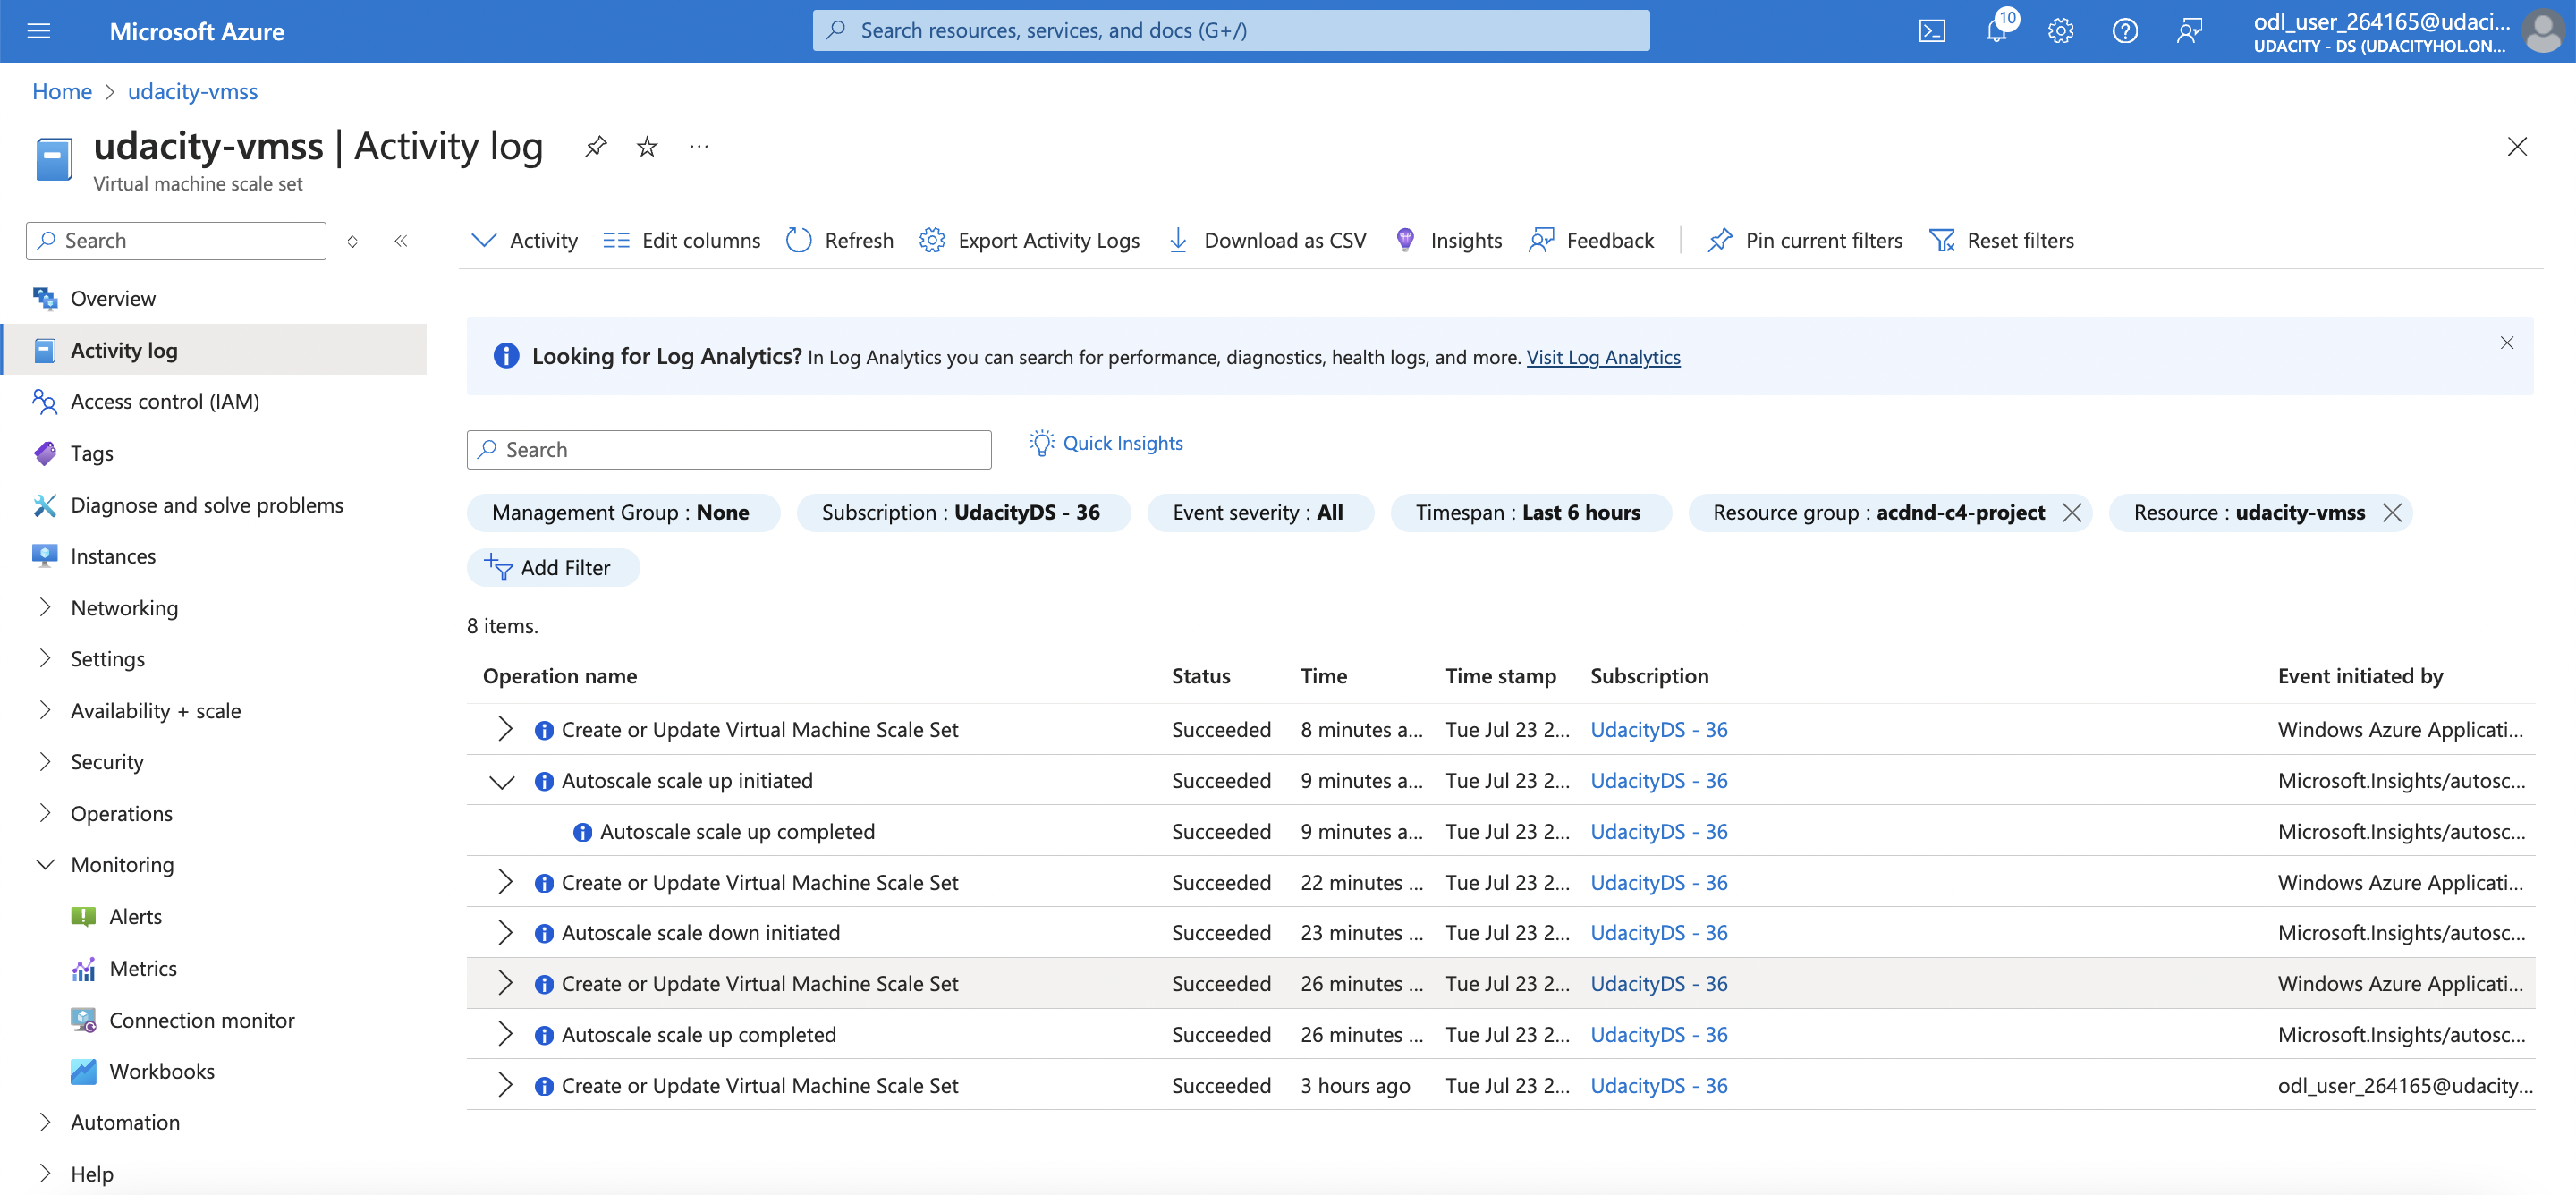 Microsoft Azure
Search resources, services, and docs (G+/)
10
odl_user_264165@udaci...
UDACITY - DS (UDACITYHOL.ON...
Home > udacity-vmss
udacity-vmss | Activity log
Virtual machine scale set
Search
Overview
Activity log
Access control (IAM)
Tags
Diagnose and solve problems
Instances
Networking
Settings
Availability + scale
Security
Operations
Monitoring
Alerts
Metrics
Connection monitor
Workbooks
Automation
Help
Activity Edit columns Refresh Export Activity Logs Download as CSV Insights Feedback Pin current filters Reset filters
Looking for Log Analytics? In Log Analytics you can search for performance, diagnostics, health logs, and more. Visit Log Analytics
Search
Quick Insights
Management Group : None Subscription : UdacityDS - 36 Event severity : All Timespan : Last 6 hours Resource group : acdnd-c4-project Resource : udacity-vmss
Add Filter
8 items.
Operation name Status Time Time stamp Subscription Event initiated by
Create or Update Virtual Machine Scale Set Succeeded 8 minutes a... Tue Jul 23 2... UdacityDS - 36 Windows Azure Applicati...
Autoscale scale up initiated Succeeded 9 minutes a... Tue Jul 23 2... UdacityDS - 36 Microsoft.Insights/autosc...
Autoscale scale up completed Succeeded 9 minutes a... Tue Jul 23 2... UdacityDS - 36 Microsoft.Insights/autosc...
Create or Update Virtual Machine Scale Set Succeeded 22 minutes ... Tue Jul 23 2... UdacityDS - 36 Windows Azure Applicati...
Autoscale scale down initiated Succeeded 23 minutes ... Tue Jul 23 2... UdacityDS - 36 Microsoft.Insights/autosc...
Create or Update Virtual Machine Scale Set Succeeded 26 minutes ... Tue Jul 23 2... UdacityDS - 36 Windows Azure Applicati...
Autoscale scale up completed Succeeded 26 minutes ... Tue Jul 23 2... UdacityDS - 36 Microsoft.Insights/autosc...
Create or Update Virtual Machine Scale Set Succeeded 3 hours ago Tue Jul 23 2... UdacityDS - 36 odl_user_264165@udacity...